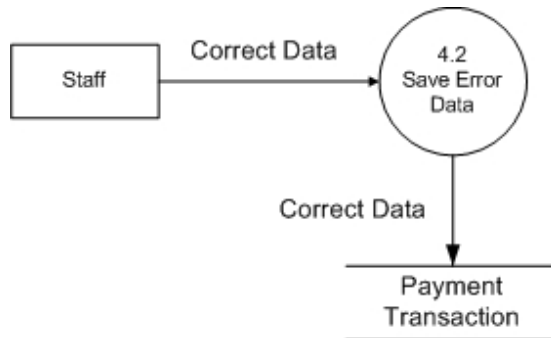 Correct Data
Staff
4.2
Save Error
Data
Correct Data
Payment
Transaction